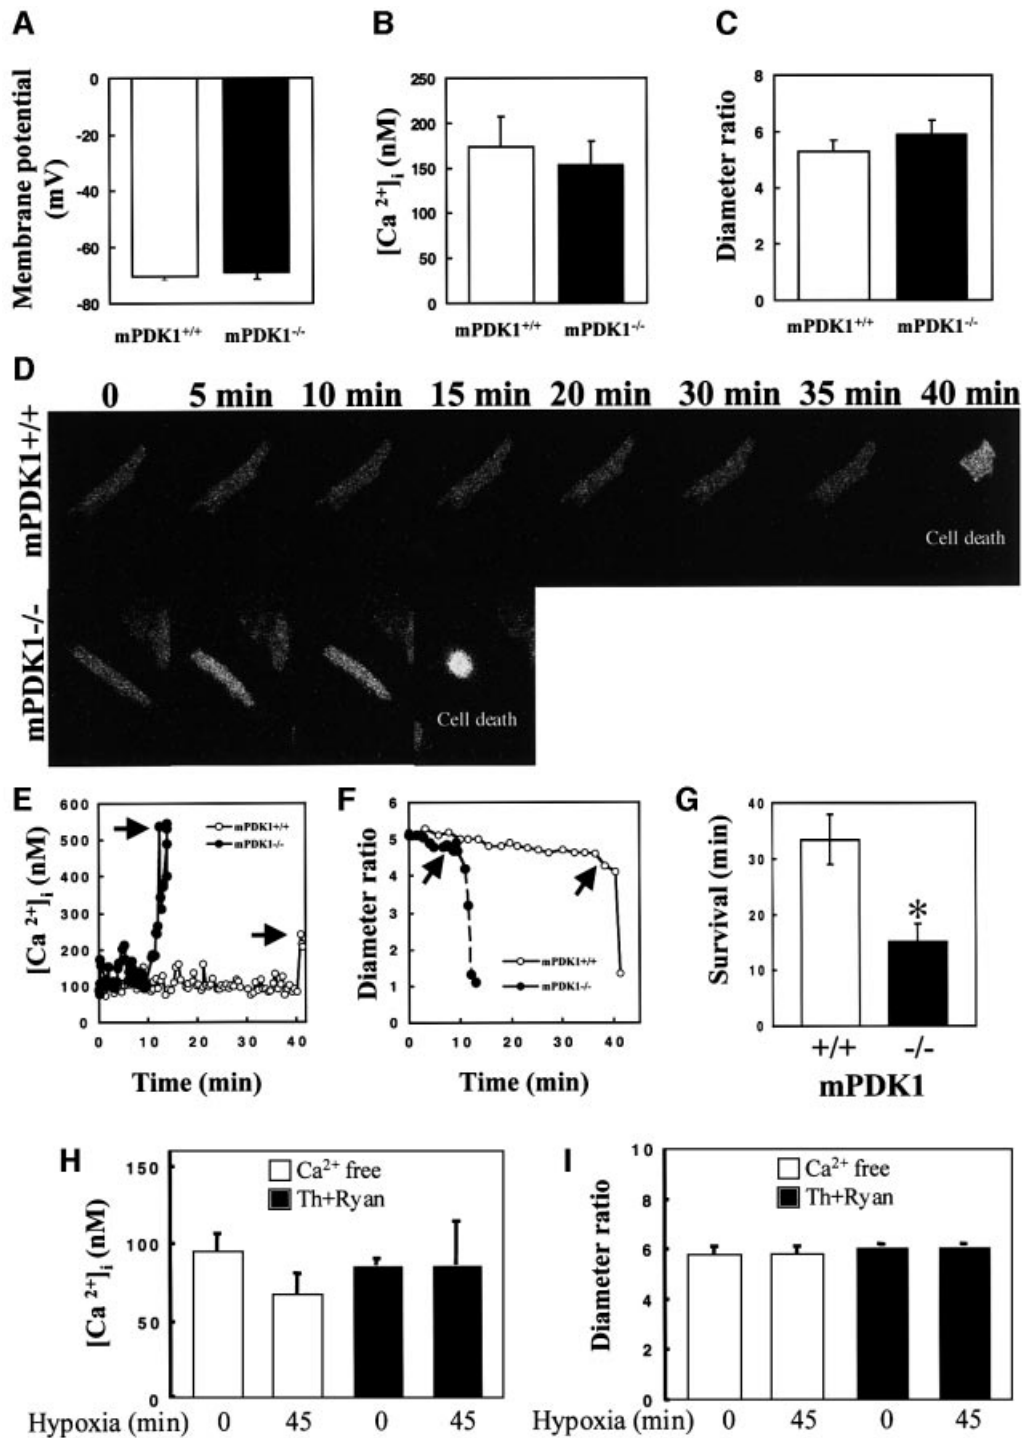 A
Membrane potential
(mV)
0
-20
-40
-60
-80
mPDK1+/+
mPDK1-/-
B
[Ca 2+]i (nM)
250
200
150
100
50
0
mPDK1+/+
mPDK1-/-
C
Diameter ratio
8
6
4
2
0
mPDK1+/+
mPDK1-/-
D
0 5 min 10 min 15 min 20 min 30 min 35 min 40 min
mPDK1+/+
Cell death
mPDK1-/-
Cell death
E
[Ca 2+]i (nM)
600
500
400
300
200
100
0
mPDK1+/+
mPDK1-/-
0 10 20 30 40
Time (min)
F
Diameter ratio
6
5
4
3
2
1
0
mPDK1+/+
mPDK1-/-
0 10 20 30 40
Time (min)
G
Survival (min)
40
30
20
10
0
*
+/+ -/-
mPDK1
H
[Ca 2+]i (nM)
150
100
50
0
Ca2+ free
Th+Ryan
Hypoxia (min) 0 45 0 45
I
Diameter ratio
10
8
6
4
2
0
Ca2+ free
Th+Ryan
Hypoxia (min) 0 45 0 45